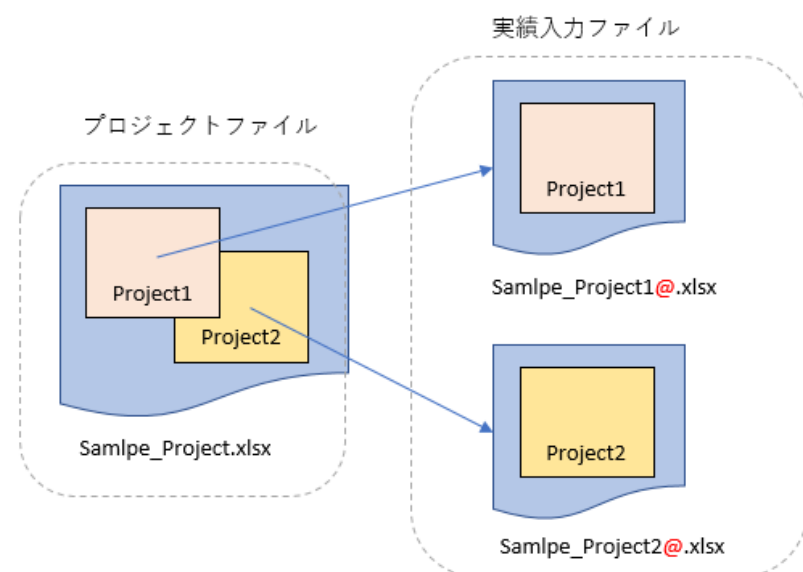 実績入力ファイル
プロジェクトファイル
Project1
Project1
Project2
Samlpe_Project1@.xlsx
Project2
Samlpe_Project.xlsx
Samlpe_Project2@.xlsx